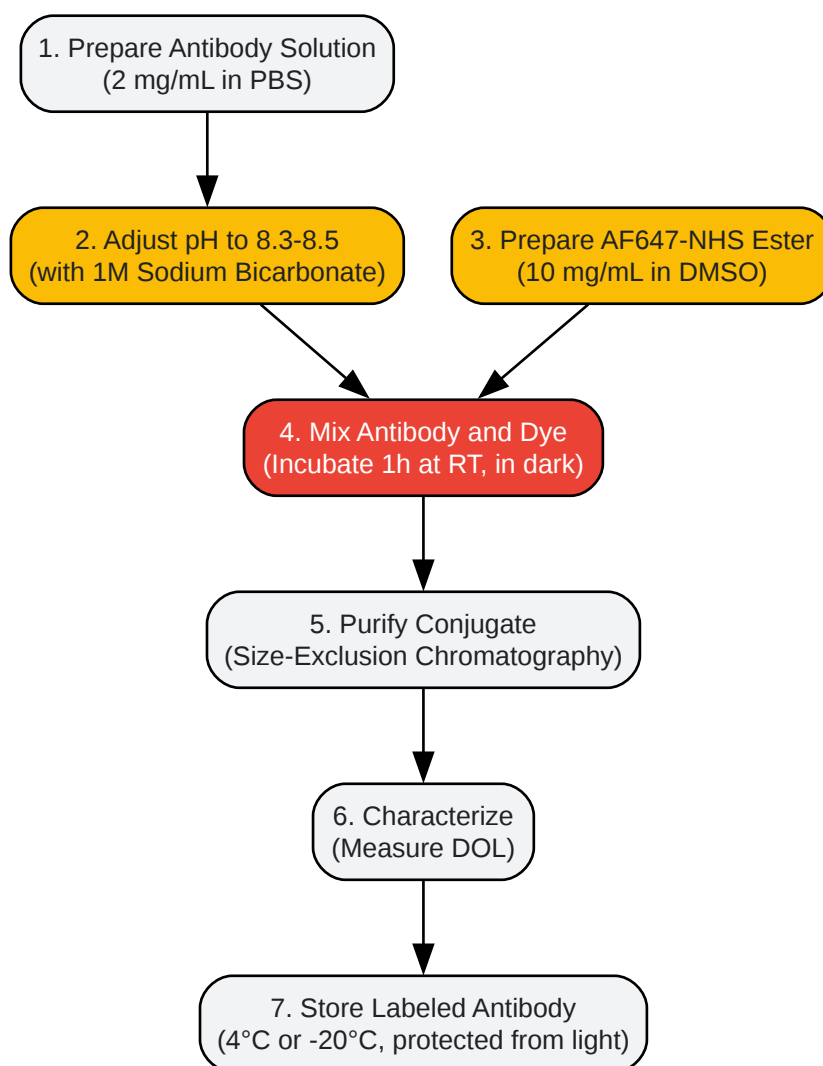 1. Prepare Antibody Solution
(2 mg/mL in PBS)
2. Adjust pH to 8.3-8.5
(with 1M Sodium Bicarbonate)
3. Prepare AF647-NHS Ester
(10 mg/mL in DMSO)
4. Mix Antibody and Dye
(Incubate 1h at RT, in dark)
5. Purify Conjugate
(Size-Exclusion Chromatography)
6. Characterize
(Measure DOL)
7. Store Labeled Antibody
(4°C or -20°C, protected from light)